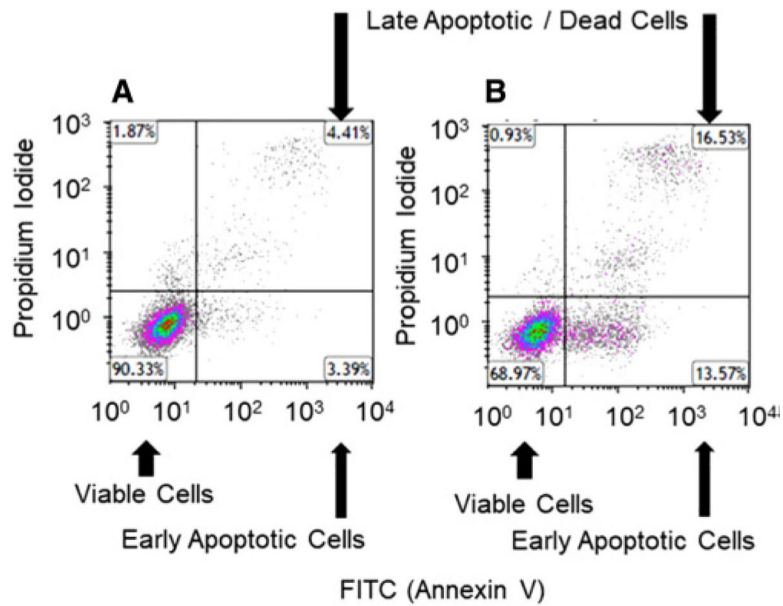 Late Apoptotic / Dead Cells
A
B
10³
1.87%
4.41%
10²
10¹
10⁰
90.33%
3.39%
10⁰ 10¹ 10² 10³ 10⁴
Propidium Iodide
10³
0.93%
16.53%
10²
10¹
10⁰
68.97%
13.57%
10⁰ 10¹ 10² 10³ 10⁴
Propidium Iodide
Viable Cells
Viable Cells
Early Apoptotic Cells
Early Apoptotic Cells
FITC (Annexin V)